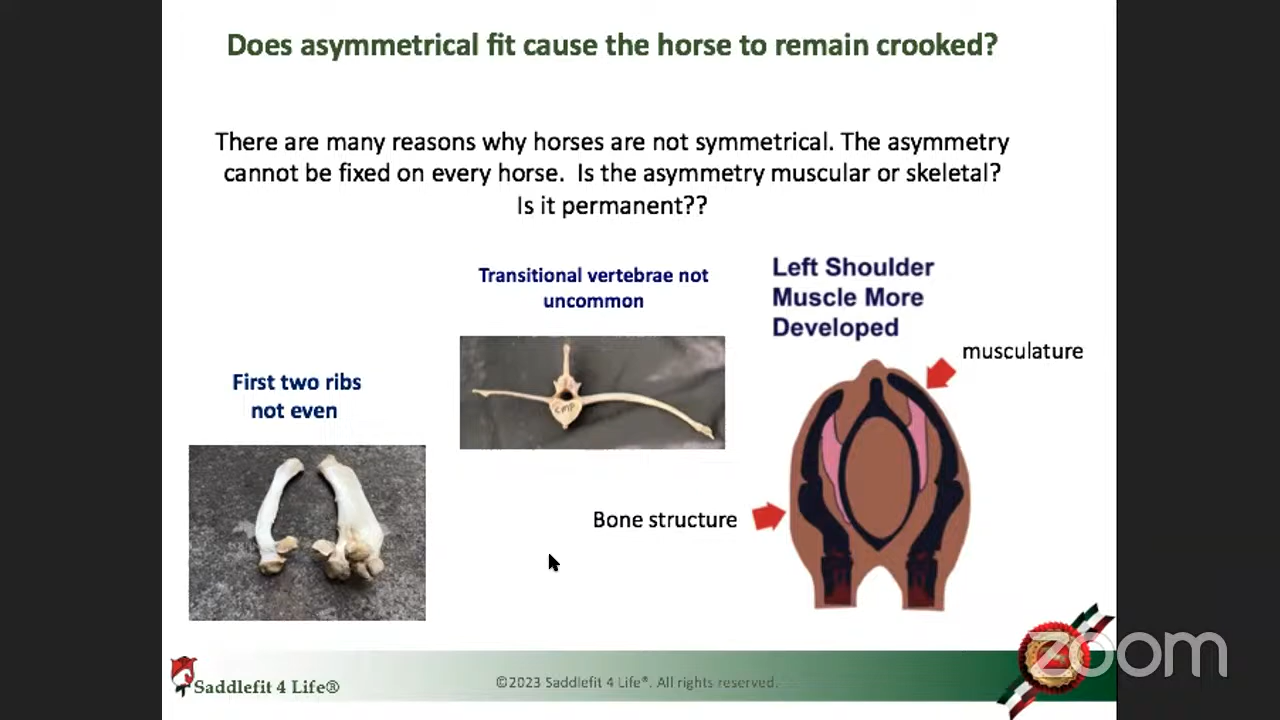 Does asymmetrical fit cause the horse to remain crooked?
There are many reasons why horses are not symmetrical. The asymmetry
cannot be fixed on every horse. Is the asymmetry muscular or skeletal?
Is it permanent??
Transitional vertebrae not
uncommon
Left Shoulder
Muscle More
Developed
musculature
First two ribs
not even
Bone structure
Saddlefit 4 Life®
©2023 Saddlefit 4 Life®. All rights reserved.
zoom